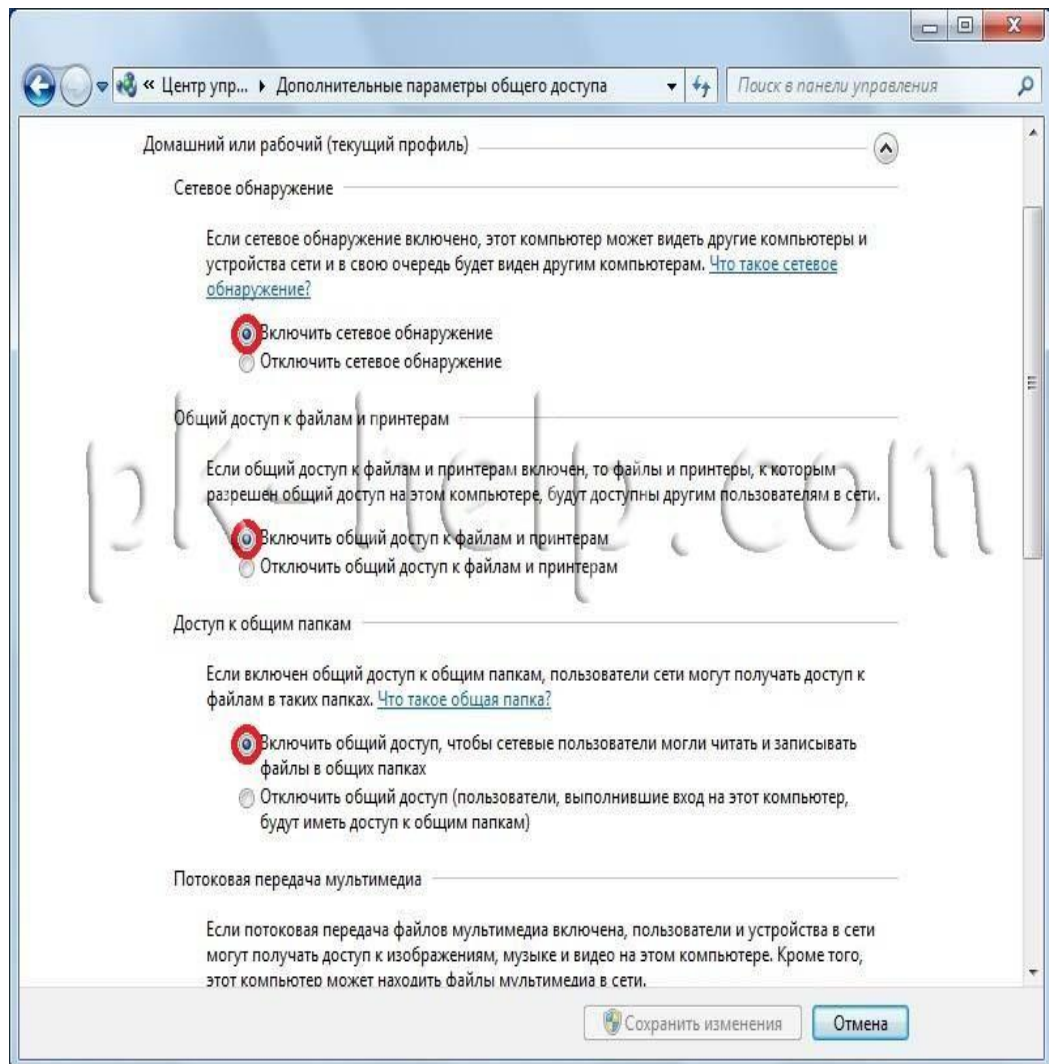 « Центр упр... Дополнительные параметры общего доступа
Поиск в панели управления
Домашний или рабочий (текущий профиль)
Сетевое обнаружение
Если сетевое обнаружение включено, этот компьютер может видеть другие компьютеры и
устройства сети и в свою очередь будет виден другим компьютерам. Что такое сетевое
обнаружение?
Включить сетевое обнаружение
Отключить сетевое обнаружение
Общий доступ к файлам и принтерам
Если общий доступ к файлам и принтерам включен, то файлы и принтеры, к которым
разрешен общий доступ на этом компьютере, будут доступны другим пользователям в сети.
pk-help.com
Включить общий доступ к файлам и принтерам
Отключить общий доступ к файлам и принтерам
Доступ к общим папкам
Если включен общий доступ к общим папкам, пользователи сети могут получать доступ к
файлам в таких папках. Что такое общая папка?
Включить общий доступ, чтобы сетевые пользователи могли читать и записывать
файлы в общих папках
Отключить общий доступ (пользователи, выполнившие вход на этот компьютер,
будут иметь доступ к общим папкам)
Потоковая передача мультимедиа
Если потоковая передача файлов мультимедиа включена, пользователи и устройства в сети
могут получать доступ к изображениям, музыке и видео на этом компьютере. Кроме того,
этот компьютер может находить файлы мультимедиа в сети.
Сохранить изменения
Отмена